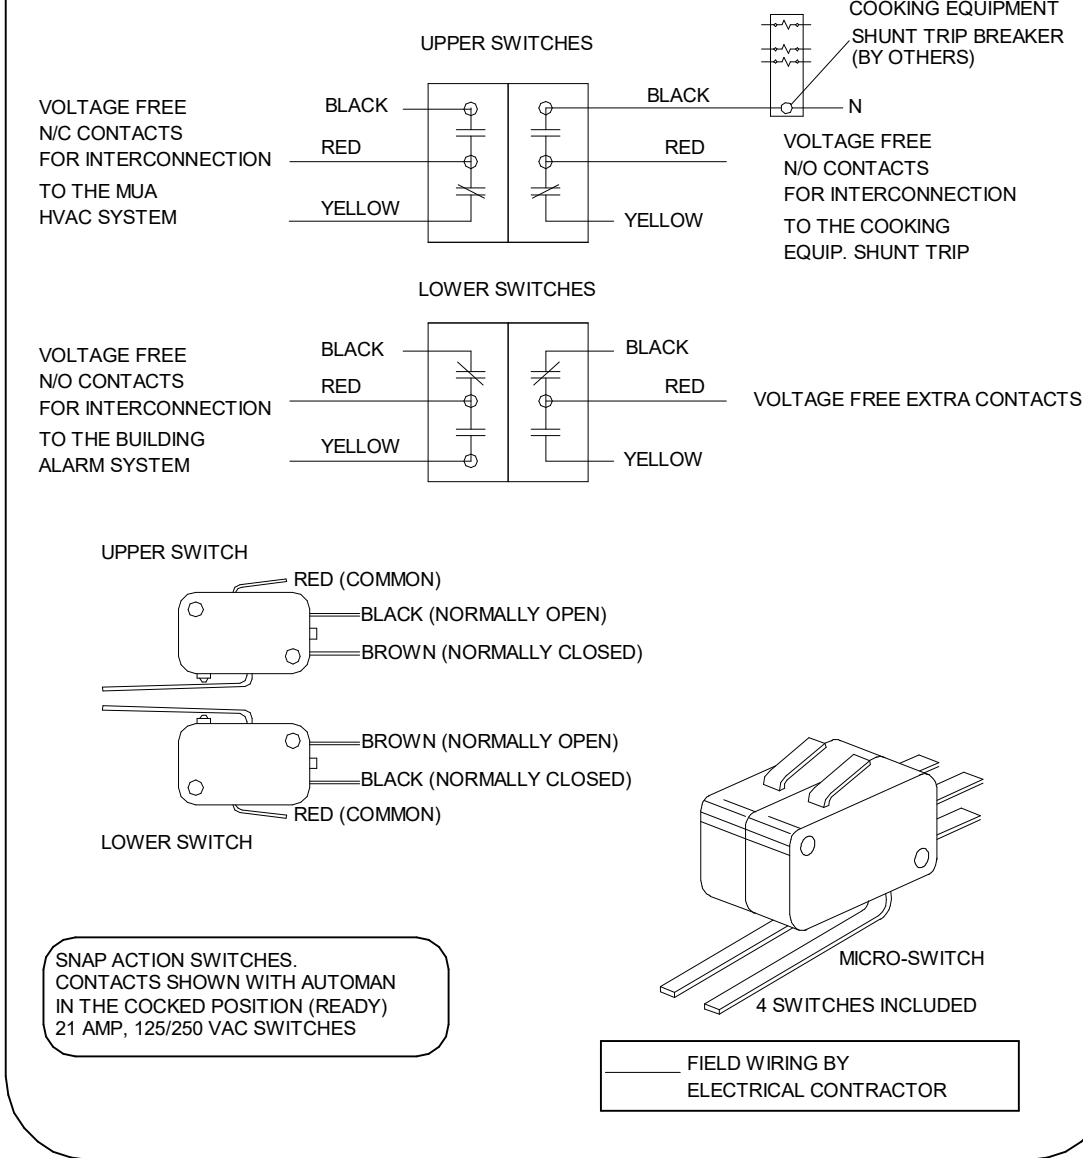 COOKING EQUIPMENT
SHUNT TRIP BREAKER
(BY OTHERS)
UPPER SWITCHES
VOLTAGE FREE
N/C CONTACTS
FOR INTERCONNECTION
TO THE MUA
HVAC SYSTEM
BLACK
RED
YELLOW
BLACK
RED
YELLOW
N
VOLTAGE FREE
N/O CONTACTS
FOR INTERCONNECTION
TO THE COOKING
EQUIP. SHUNT TRIP
LOWER SWITCHES
VOLTAGE FREE
N/O CONTACTS
FOR INTERCONNECTION
TO THE BUILDING
ALARM SYSTEM
BLACK
RED
YELLOW
BLACK
RED
YELLOW
VOLTAGE FREE EXTRA CONTACTS
UPPER SWITCH
RED (COMMON)
BLACK (NORMALLY OPEN)
BROWN (NORMALLY CLOSED)
BROWN (NORMALLY OPEN)
BLACK (NORMALLY CLOSED)
RED (COMMON)
LOWER SWITCH
SNAP ACTION SWITCHES.
CONTACTS SHOWN WITH AUTOMAN
IN THE COCKED POSITION (READY)
21 AMP, 125/250 VAC SWITCHES
MICRO-SWITCH
4 SWITCHES INCLUDED
FIELD WIRING BY
ELECTRICAL CONTRACTOR